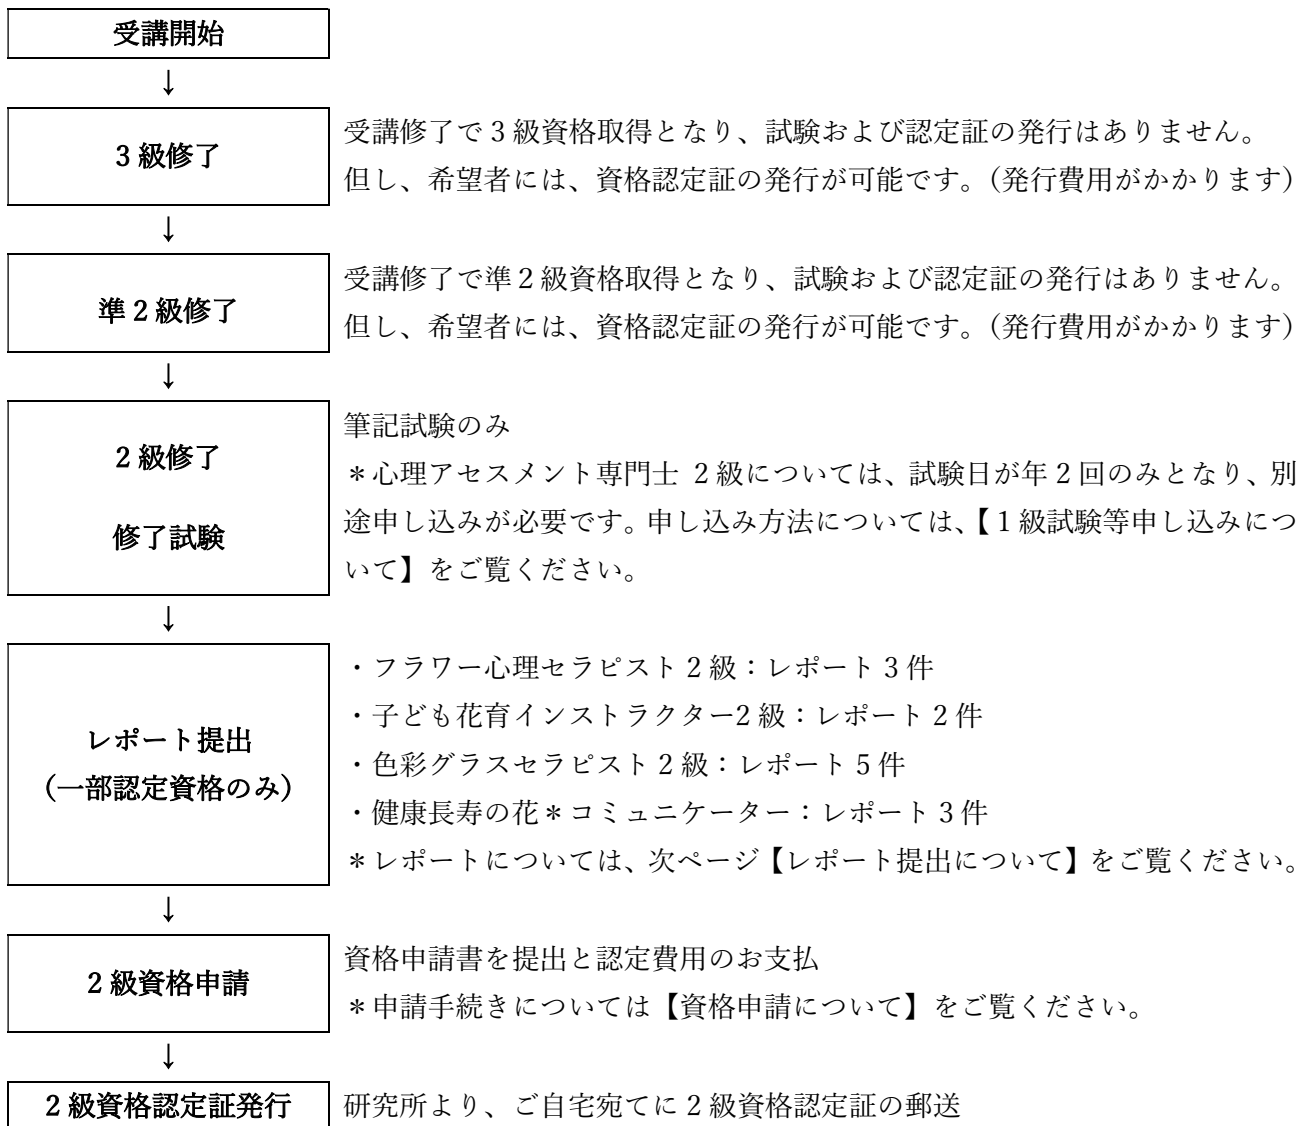 受講開始
↓
3級修了
受講修了で3級資格取得となり、試験および認定証の発行はありません。
但し、希望者には、資格認定証の発行が可能です。（発行費用がかかります）
↓
準2級修了
受講修了で準2級資格取得となり、試験および認定証の発行はありません。
但し、希望者には、資格認定証の発行が可能です。（発行費用がかかります）
↓
2級修了
修了試験
筆記試験のみ
＊心理アセスメント専門士 2級については、試験日が年2回のみとなり、別
途申し込みが必要です。申し込み方法については、【1級試験等申し込みにつ
いて】をご覧ください。
↓
レポート提出
（一部認定資格のみ）
・フラワー心理セラピスト2級：レポート3件
・子ども花育インストラクター2級：レポート2件
・色彩グラスセラピスト2級：レポート5件
・健康長寿の花＊コミュニケーター：レポート3件
＊レポートについては、次ページ【レポート提出について】をご覧ください。
↓
2級資格申請
資格申請書を提出と認定費用のお支払
＊申請手続きについては【資格申請について】をご覧ください。
↓
2級資格認定証発行
研究所より、ご自宅宛てに2級資格認定証の郵送